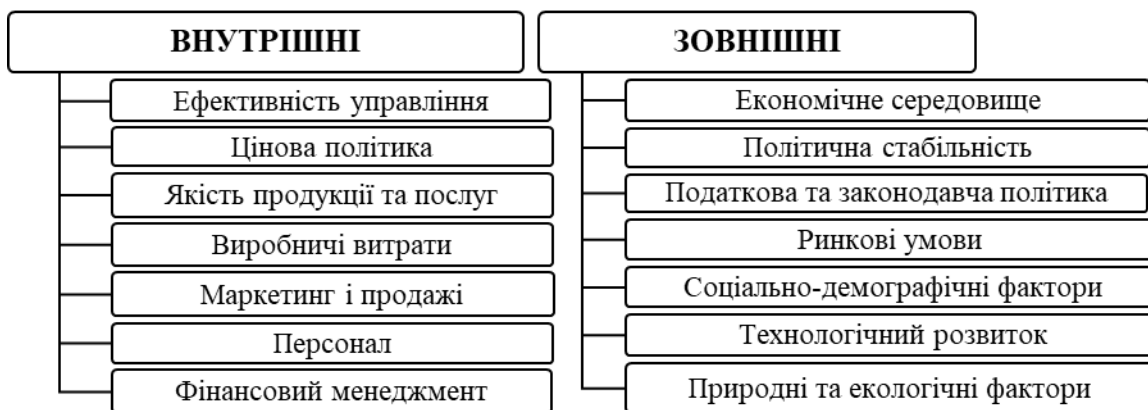 ВНУТРІШНІ
Ефективність управління
Цінова політика
Якість продукції та послуг
Виробничі витрати
Маркетинг і продажі
Персонал
Фінансовий менеджмент
ЗОВНІШНІ
Економічне середовище
Політична стабільність
Податкова та законодавча політика
Ринкові умови
Соціально-демографічні фактори
Технологічний розвиток
Природні та екологічні фактори